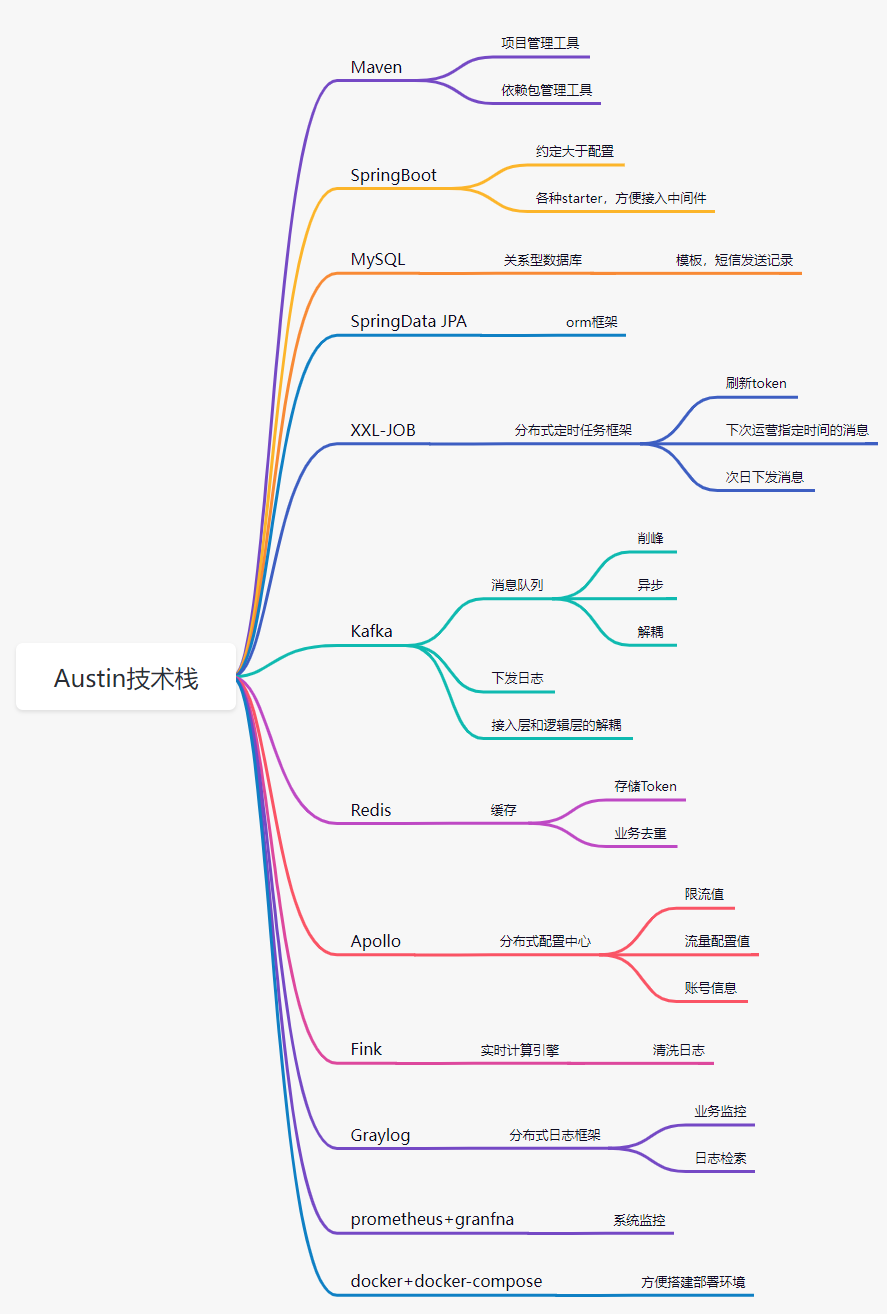 Austin技术栈
Maven
项目管理工具
依赖包管理工具
SpringBoot
约定大于配置
各种starter，方便接入中间件
MySQL
关系型数据库
模板，短信发送记录
SpringData JPA
orm框架
XXL-JOB
分布式定时任务框架
刷新token
下次运营指定时间的消息
次日下发消息
Kafka
消息队列
削峰
异步
解耦
下发日志
接入层和逻辑层的解耦
Redis
缓存
存储Token
业务去重
Apollo
分布式配置中心
限流值
流量配置值
账号信息
Fink
实时计算引擎
清洗日志
Graylog
分布式日志框架
业务监控
日志检索
prometheus+granfna
系统监控
docker+docker-compose
方便搭建部署环境